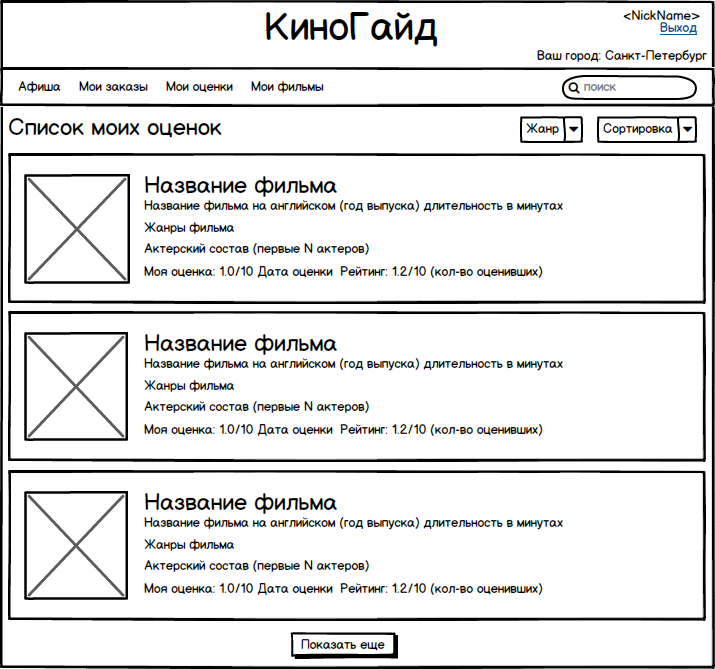 КиноГайд
<NickName>
Выход
Ваш город: Санкт-Петербург
Афиша Мои заказы Мои оценки Мои фильмы поиск
Список моих оценок Жанр Сортировка
Название фильма
Название фильма на английском (год выпуска) длительность в минутах
Жанры фильма
Актерский состав (первые N актеров)
Моя оценка: 1.0/10 Дата оценки Рейтинг: 1.2/10 (кол-во оценивших)
Название фильма
Название фильма на английском (год выпуска) длительность в минутах
Жанры фильма
Актерский состав (первые N актеров)
Моя оценка: 1.0/10 Дата оценки Рейтинг: 1.2/10 (кол-во оценивших)
Название фильма
Название фильма на английском (год выпуска) длительность в минутах
Жанры фильма
Актерский состав (первые N актеров)
Моя оценка: 1.0/10 Дата оценки Рейтинг: 1.2/10 (кол-во оценивших)
Показать еще